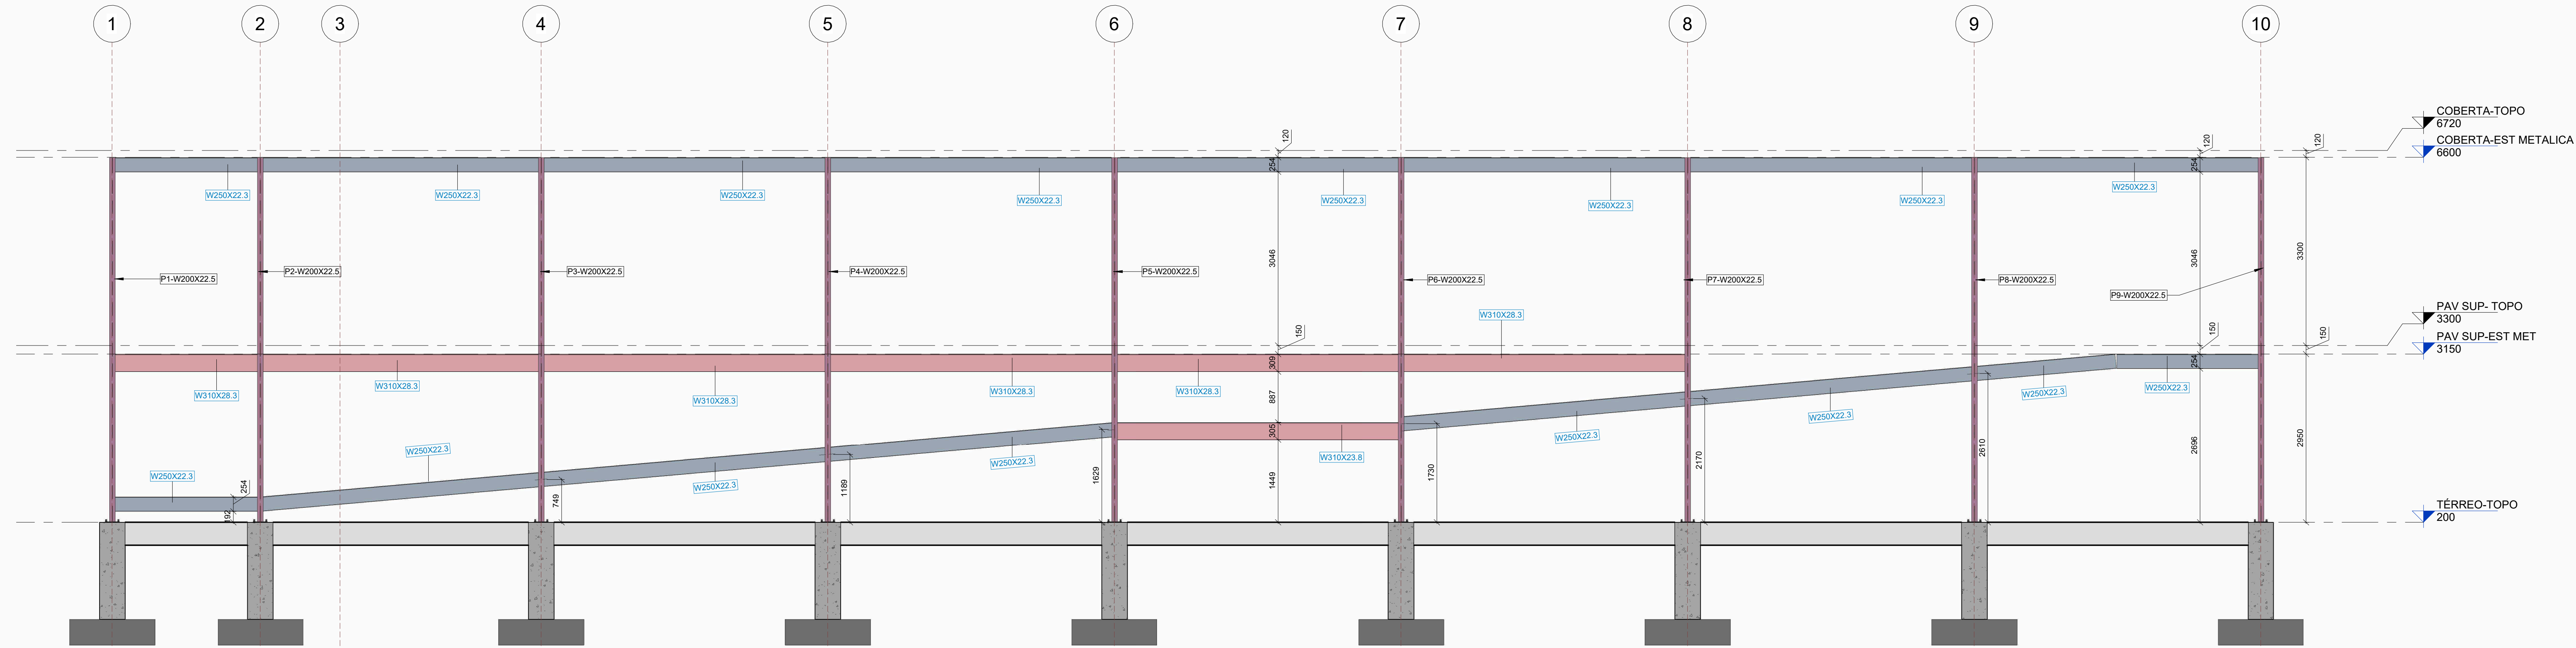 1
2
3
4
5
6
7
8
9
10
COBERTA-TOPO
6720
COBERTA-EST METALICA
6600
120
120
120
254
254
W250X22.3
W250X22.3
W250X22.3
W250X22.3
W250X22.3
W250X22.3
W250X22.3
W250X22.3
3046
3046
3300
P1-W200X22.5
P2-W200X22.5
P3-W200X22.5
P4-W200X22.5
P5-W200X22.5
P6-W200X22.5
P7-W200X22.5
P8-W200X22.5
P9-W200X22.5
PAV SUP- TOPO
3300
PAV SUP-EST MET
3150
150
150
150
W310X28.3
309
254
W310X28.3
W310X28.3
W310X28.3
W310X28.3
W310X28.3
W250X22.3
W250X22.3
887
W250X22.3
W250X22.3
W250X22.3
W250X22.3
W250X22.3
W250X22.3
305
W310X23.8
254
192
749
1189
1629
1449
1730
2170
2610
2696
2950
TÉRREO-TOPO
200